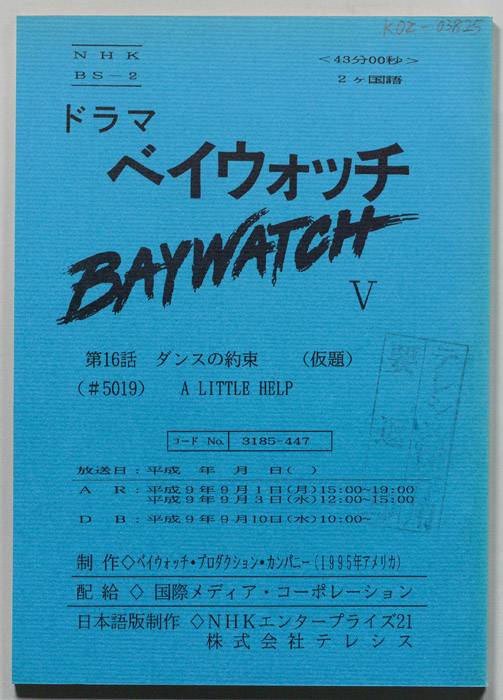 KDZ-03825
NHK
BS-2
<43分00秒>
2ヶ国語
ドラマ
ベイウォッチ
BAYWATCH
V
第16話 ダンスの約束 (仮題)
(#5019) A LITTLE HELP
コード No. 3185-447
放送日:平成 年 月 日( )
AR:平成9年9月1日(月)15:00~19:00
平成9年9月3日(水)12:00~15:00
DB:平成9年9月10日(水)10:00~
制作◇ベイウォッチ・プロダクション・カンパニー(1995年アメリカ)
配給◇国際メディア・コーポレーション
日本語版制作◇NHKエンタープライズ21
株式会社テレシス